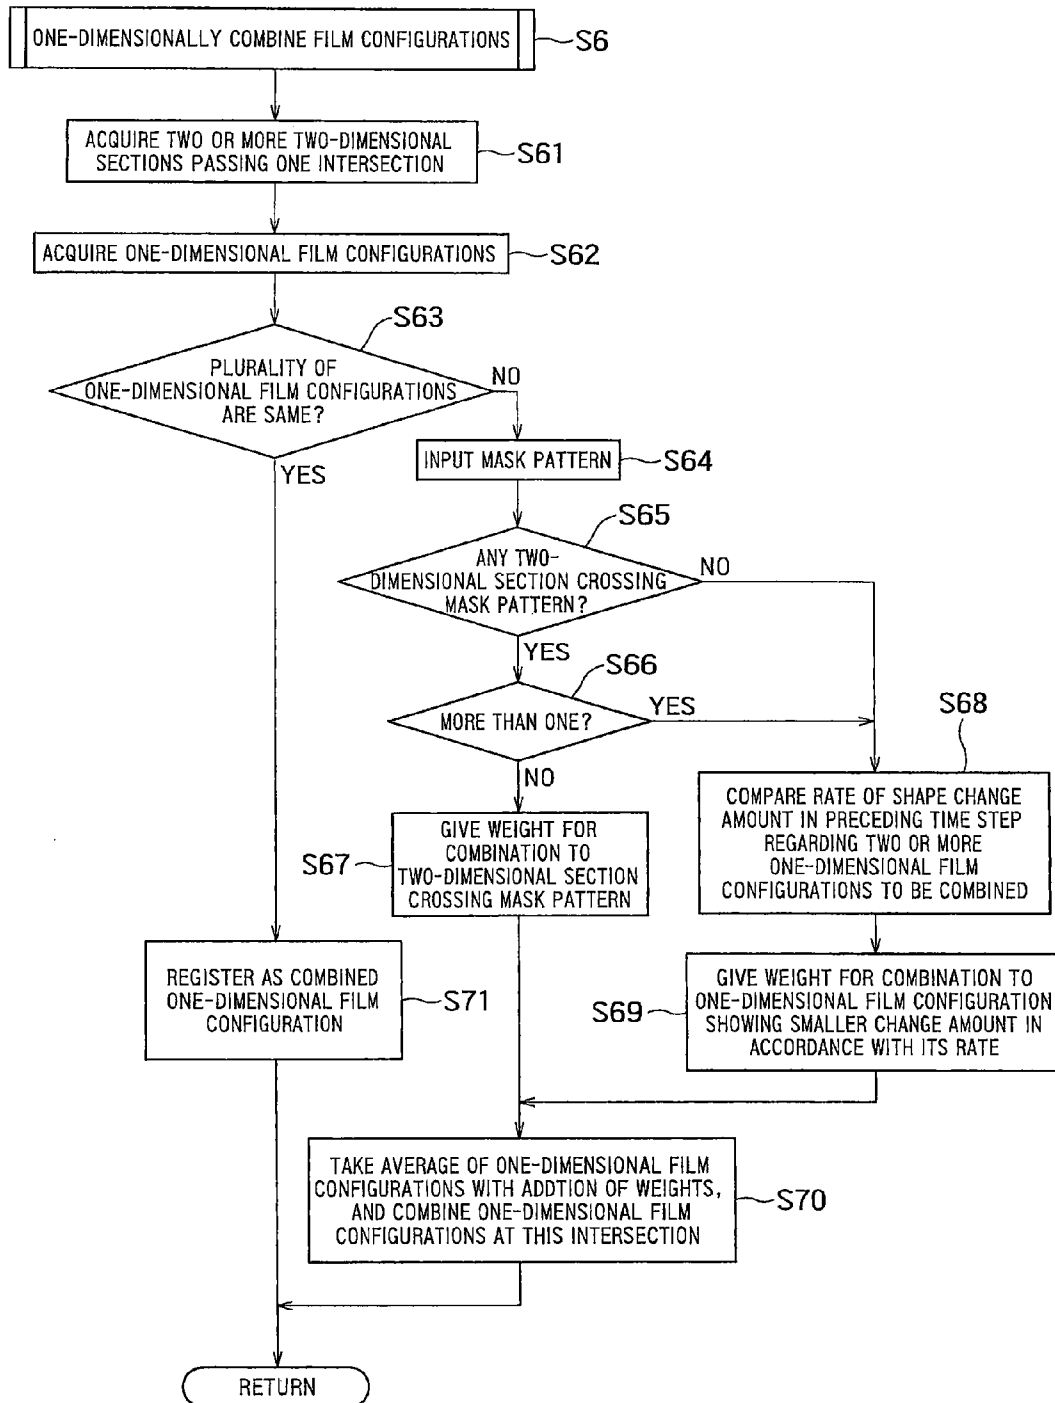 ONE-DIMENSIONALLY COMBINE FILM CONFIGURATIONS
S6
ACQUIRE TWO OR MORE TWO-DIMENSIONAL
SECTIONS PASSING ONE INTERSECTION
S61
ACQUIRE ONE-DIMENSIONAL FILM CONFIGURATIONS
S62
S63
PLURALITY OF
ONE-DIMENSIONAL FILM CONFIGURATIONS
ARE SAME?
NO
YES
INPUT MASK PATTERN
S64
S65
ANY TWO-
DIMENSIONAL SECTION CROSSING
MASK PATTERN?
NO
YES
S66
MORE THAN ONE?
YES
NO
S68
COMPARE RATE OF SHAPE CHANGE
AMOUNT IN PRECEDING TIME STEP
REGARDING TWO OR MORE
ONE-DIMENSIONAL FILM
CONFIGURATIONS TO BE COMBINED
S67
GIVE WEIGHT FOR
COMBINATION TO
TWO-DIMENSIONAL SECTION
CROSSING MASK PATTERN
REGISTER AS COMBINED
ONE-DIMENSIONAL FILM
CONFIGURATION
S71
S69
GIVE WEIGHT FOR COMBINATION TO
ONE-DIMENSIONAL FILM CONFIGURATION
SHOWING SMALLER CHANGE AMOUNT IN
ACCORDANCE WITH ITS RATE
TAKE AVERAGE OF ONE-DIMENSIONAL FILM
CONFIGURATIONS WITH ADDTION OF WEIGHTS,
AND COMBINE ONE-DIMENSIONAL FILM
CONFIGURATIONS AT THIS INTERSECTION
S70
RETURN